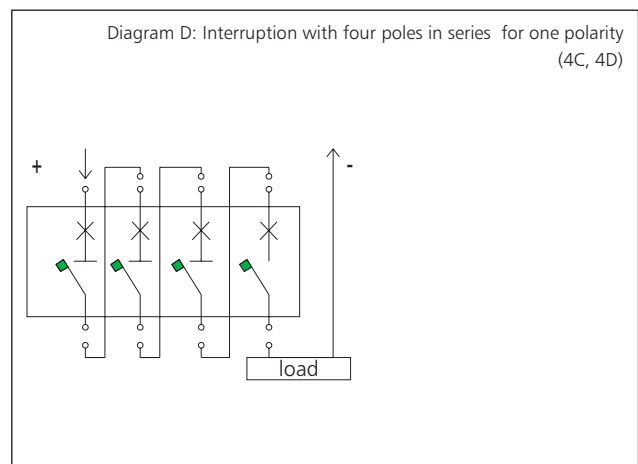 Diagram D: Interruption with four poles in series for one polarity
(4C, 4D)
+
-
load